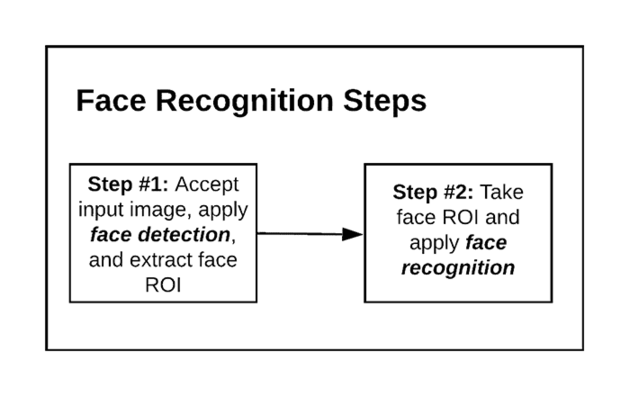 Face Recognition Steps
Step #1: Accept
input image, apply
face detection,
and extract face
ROI
Step #2: Take
face ROI and
apply face
recognition